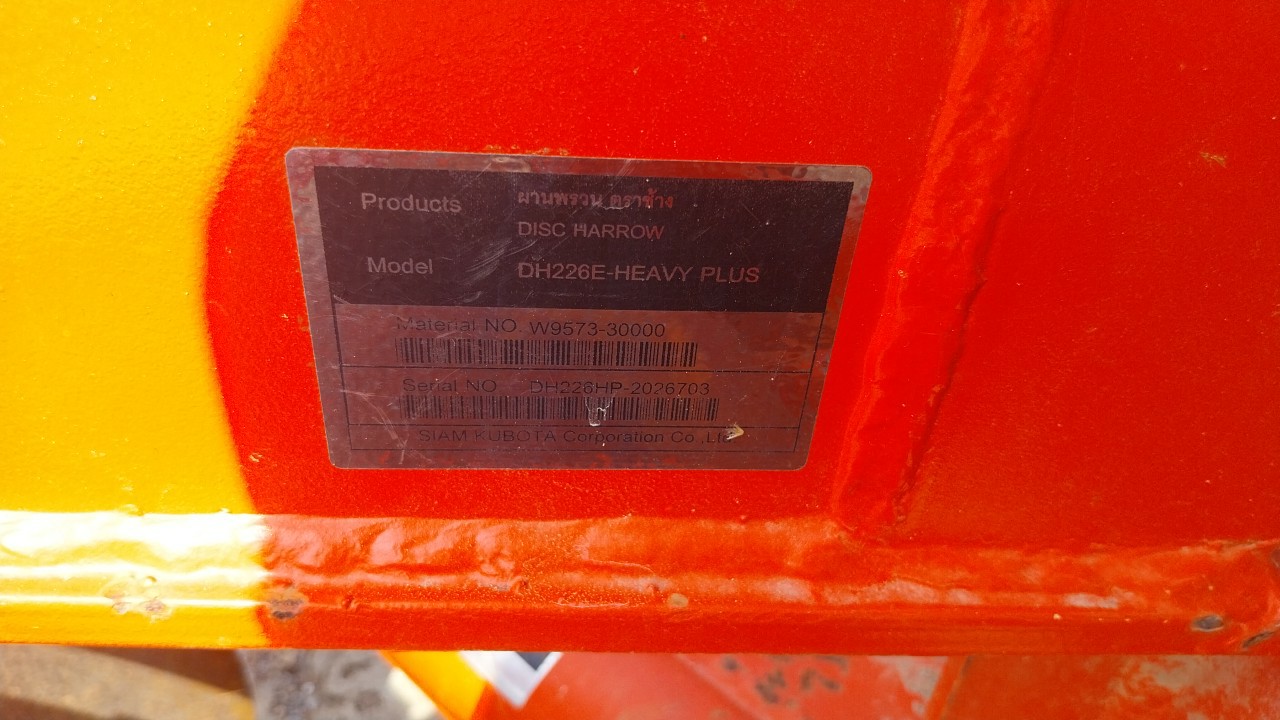 Products ผานพรวน ตราช้าง
DISC HARROW
Model DH226E-HEAVY PLUS
Material NO. W9573-30000
Serial NO. DH226HP-2026703
SIAM KUBOTA Corporation Co.,Ltd